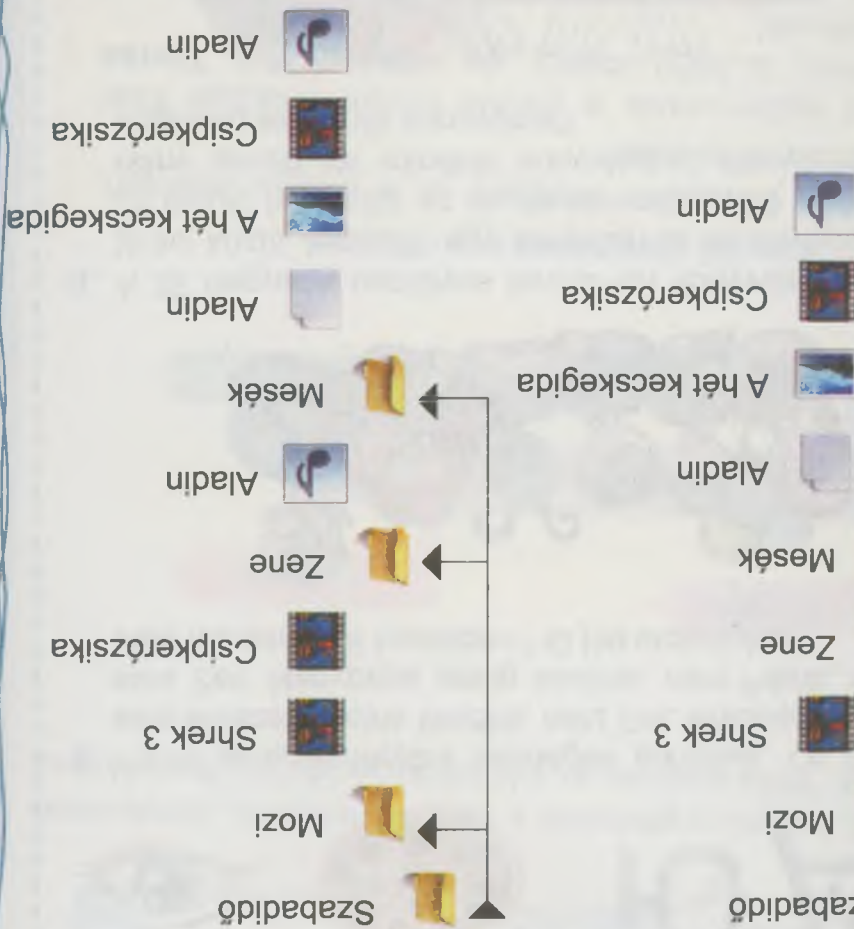 zabadidő
Mozi
Shrek 3
Zene
Mesék
Aladin
A hét kecskegida
Csipkerózsika
Aladin
Szabadidő
Mozi
Shrek 3
Csipkerózsika
Zene
Aladin
Mesék
Aladin
A hét kecskegida
Csipkerózsika
Aladin